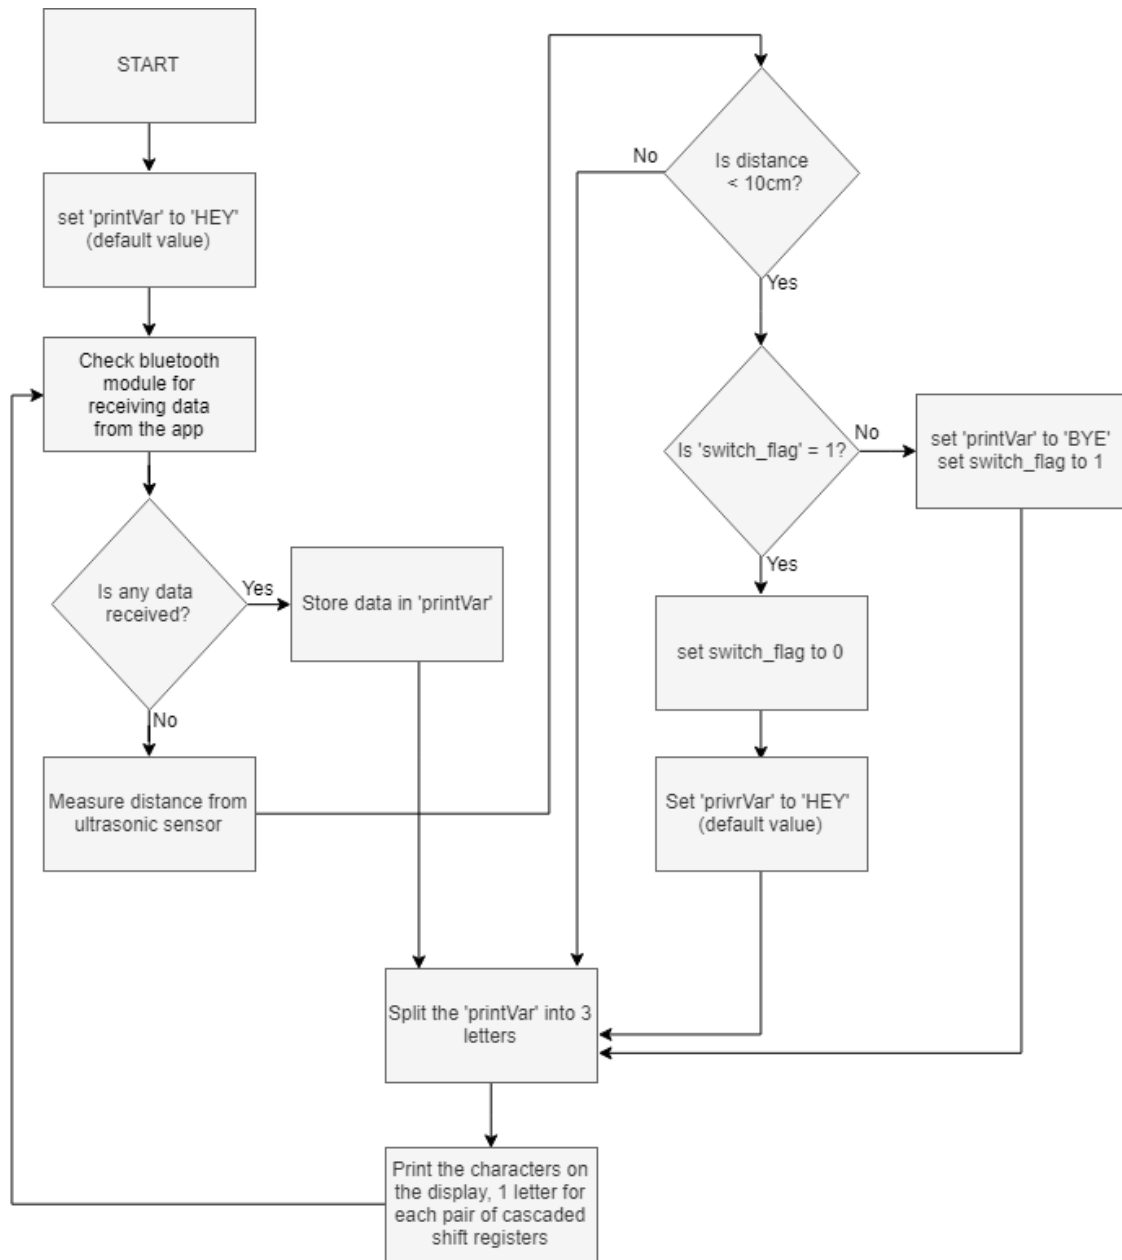 START
set 'printVar' to 'HEY'
(default value)
Check bluetooth
module for
receiving data
from the app
Is any data
received?
Yes
Store data in 'printVar'
No
Measure distance from
ultrasonic sensor
Is distance
< 10cm?
No
Yes
Is 'switch_flag' = 1?
No
set 'printVar' to 'BYE'
set switch_flag to 1
Yes
set switch_flag to 0
Set 'privrVar' to 'HEY'
(default value)
Split the 'printVar' into 3
letters
Print the characters on
the display, 1 letter for
each pair of cascaded
shift registers